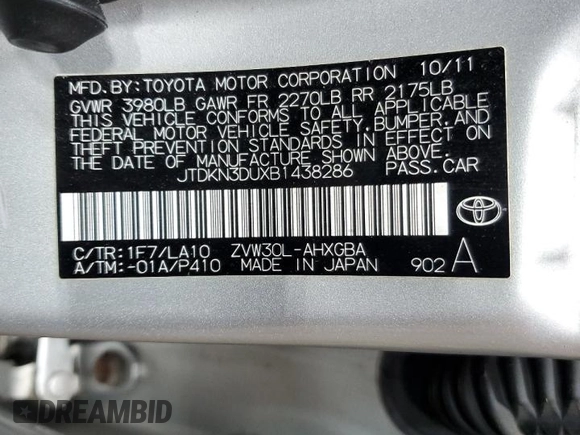 MFD.BY:TOYOTA MOTOR CORPORATION 10/11
GVWR 3980LB GAWR FR 2270LB RR 2175LB
THIS VEHICLE CONFORMS TO ALL APPLICABLE
FEDERAL MOTOR VEHICLE SAFETY,BUMPER,AND
THEFT PREVENTION STANDARDS IN EFFECT ON
THE DATE OF MANUFACTURE SHOWN ABOVE.
JTDKN3DUXB1438286 PASS.CAR
C/TR:1F7/LA10 ZVW30L-AHXGBA
A/TM:-01A/P410 MADE IN JAPAN 902 A
DREAMBID